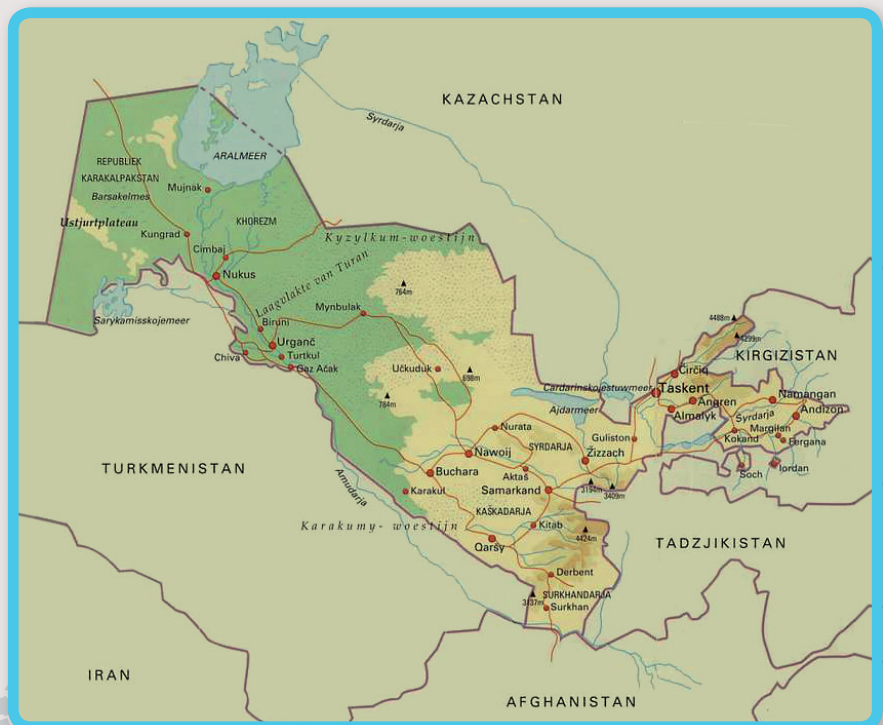 KAZACHSTAN
Syrdarja
ARALMEER
REPUBLIEK
KARAKALPAKSTAN
Barsakelmes
Mujnak
Ustjurtplateau
KHOREZM
Kungrad
Cimbaj
Kyzylkum-woestijn
Nukus
Laagvlakte van Turan
764m
Sarykamisskojemeer
Mynbulak
Biruni
4488m
4299m
Urganč
KIRGIZISTAN
Chiva
Turtkul
Gaz Ačak
Učkuduk
698m
Cirčiq
Cardarinskojestuwmeer
Taskent
764m
Angren
Namangan
Ajdarmeer
Almalyk
Syrdarja
Andizon
Nurata
Guliston
Kokand
Margilan
Fergana
SYRDARJA
Nawoij
Žizzach
TURKMENISTAN
Buchara
Aktaš
Soch
Iordan
Amudarja
Karakul
Samarkand
3194m
3409m
KAŠKADARJA
Karakumy-woestijn
Kitab
4424m
Qaršy
TADZJIKISTAN
Derbent
SURKHANDARJA
3137m
Surkhan
IRAN
AFGHANISTAN